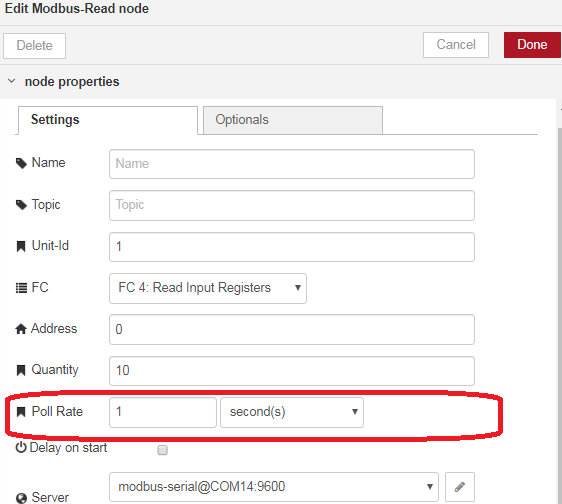 Edit Modbus-Read node
Delete
Cancel
Done
node properties
Settings
Optionals
Name
Name
Topic
Topic
Unit-Id
1
FC
FC 4: Read Input Registers
Address
0
Quantity
10
Poll Rate
1
second(s)
Delay on start
Server
modbus-serial@COM14:9600